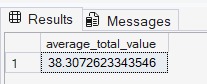 Results Messages
average_total_value
1 38.3072623343546